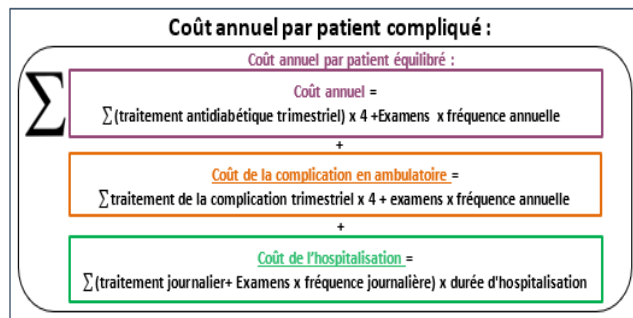 Coût annuel par patient compliqué :
Coût annuel par patient équilibré :
∑
Coût annuel =
∑(traitement antidiabétique trimestriel) x 4 +Examens x fréquence annuelle
+
Coût de la complication en ambulatoire =
∑traitement de la complication trimestriel x 4 + examens x fréquence annuelle
+
Coût de l'hospitalisation =
∑(traitement journalier+ Examens x fréquence journalière) x durée d'hospitalisation